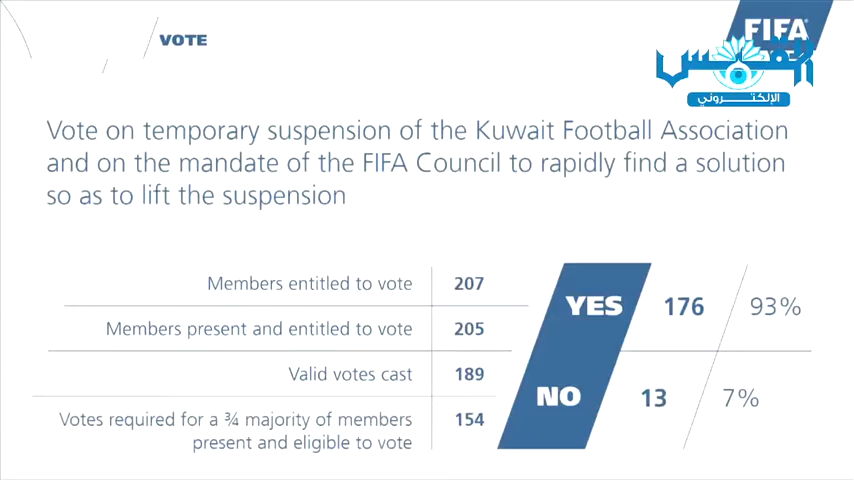 VOTE
FIFA
القبس
الإلكتروني
Vote on temporary suspension of the Kuwait Football Association
and on the mandate of the FIFA Council to rapidly find a solution
so as to lift the suspension
Members entitled to vote 207
Members present and entitled to vote 205
Valid votes cast 189
Votes required for a ¾ majority of members 154
present and eligible to vote
YES 176 93%
NO 13 7%